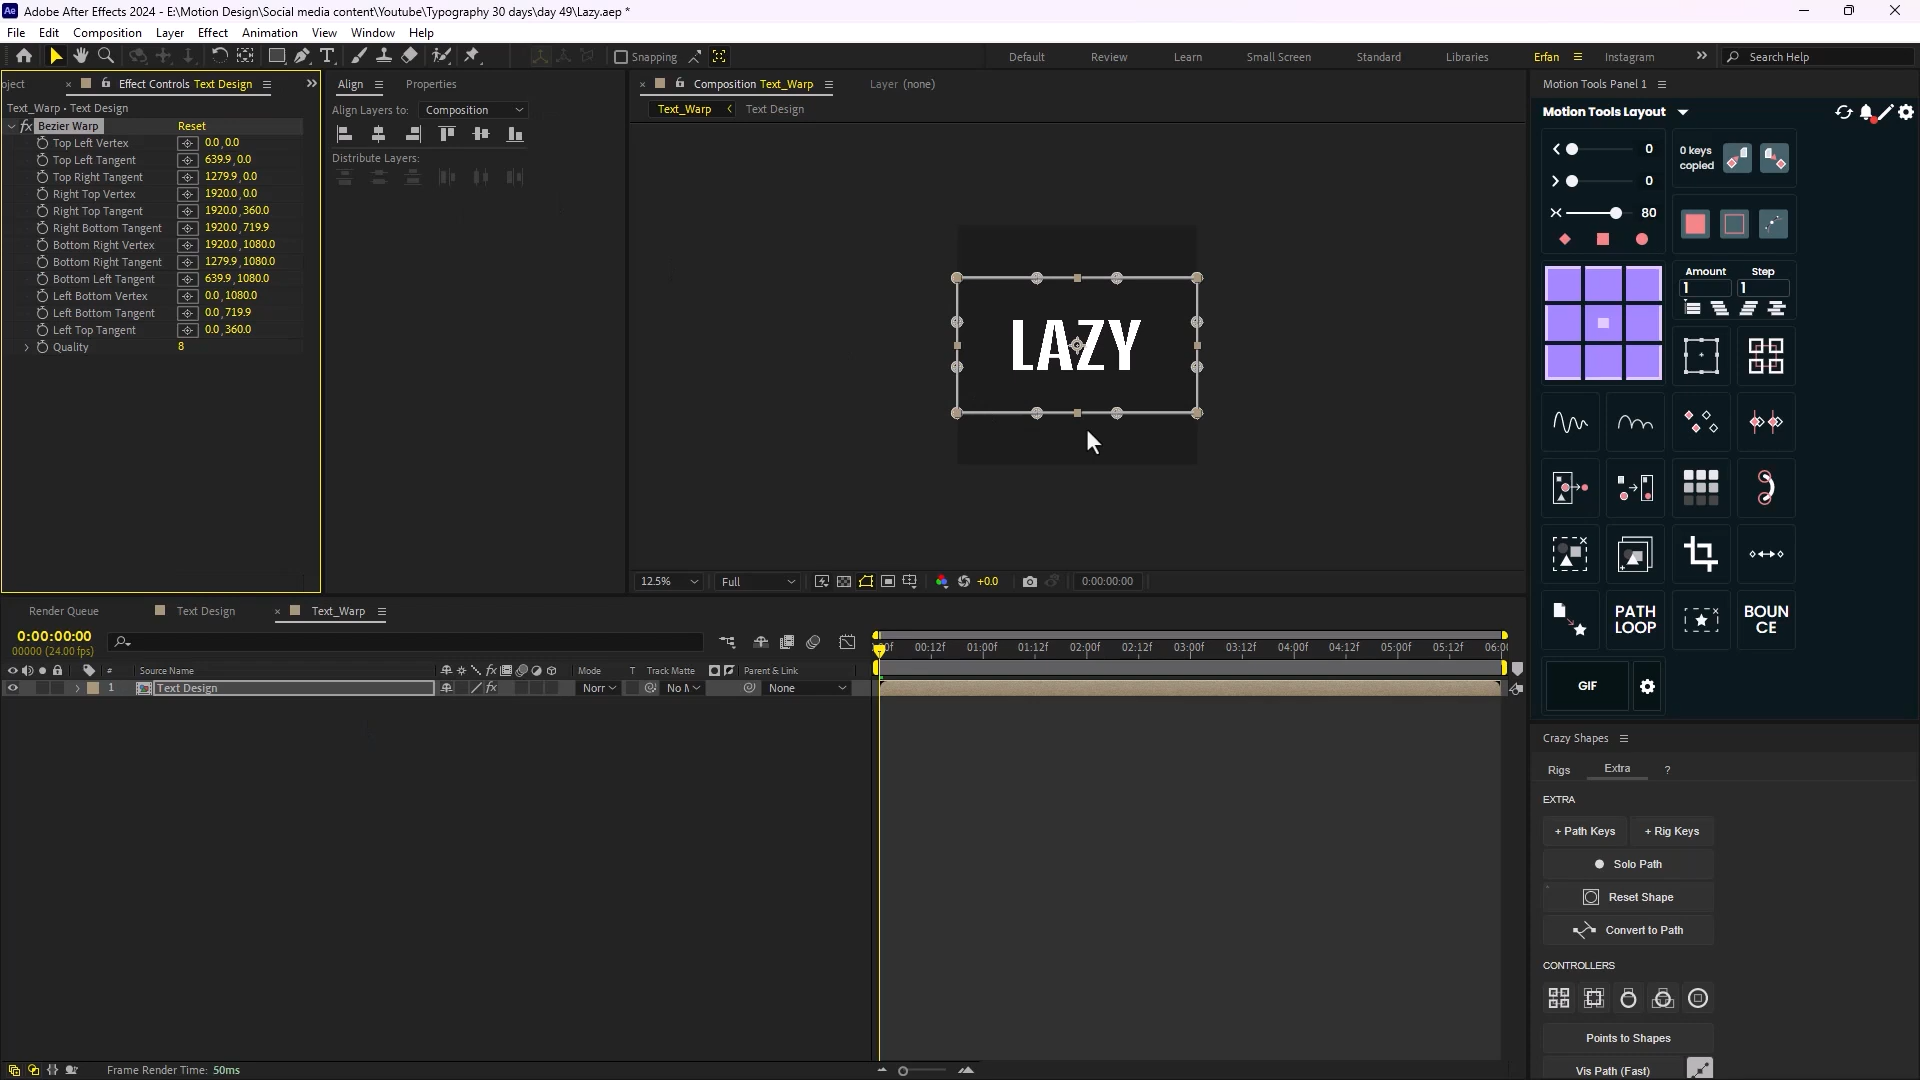 Adobe After Effects 2024 - E:\Motion Design\Social media content\Youtube\Typography 30 days\day 49\Lazy.aep *
File Edit Composition Layer Effect Animation View Window Help
Snapping Default Review Learn Small Screen Standard Libraries Erfan Instagram Search Help
oject Effect Controls Text Design Align Properties Composition Text_Warp Layer (none) Motion Tools Panel 1
Text_Warp • Text Design
Align Layers to: Composition
Text_Warp Text Design
Motion Tools Layout
fx Bezier Warp Reset
Top Left Vertex 0.0, 0.0
Top Left Tangent 639.9, 0.0
Top Right Tangent 1279.9, 0.0
Right Top Vertex 1920.0, 0.0
Right Top Tangent 1920.0, 360.0
Right Bottom Tangent 1920.0, 719.9
Bottom Right Vertex 1920.0, 1080.0
Bottom Right Tangent 1279.9, 1080.0
Bottom Left Tangent 639.9, 1080.0
Left Bottom Vertex 0.0, 1080.0
Left Bottom Tangent 0.0, 719.9
Left Top Tangent 0.0, 360.0
Quality 8
Distribute Layers:
LAZY
0
0
80
0 keys
copied
Amount Step
1 1
PATH
LOOP
BOUN
CE
GIF
12.5% Full +0.0 0:00:00:00
Render Queue Text Design Text_Warp
0:00:00:00
00000 (24.00 fps)
00:12f 01:00f 01:12f 02:00f 02:12f 03:00f 03:12f 04:00f 04:12f 05:00f 05:12f 06:0
# Source Name fx Mode T Track Matte Parent & Link
1 Text Design fx Norr No M None
Crazy Shapes
Rigs Extra ?
EXTRA
+ Path Keys + Rig Keys
Solo Path
Reset Shape
Convert to Path
CONTROLLERS
Points to Shapes
Vis Path (Fast)
Frame Render Time: 50ms